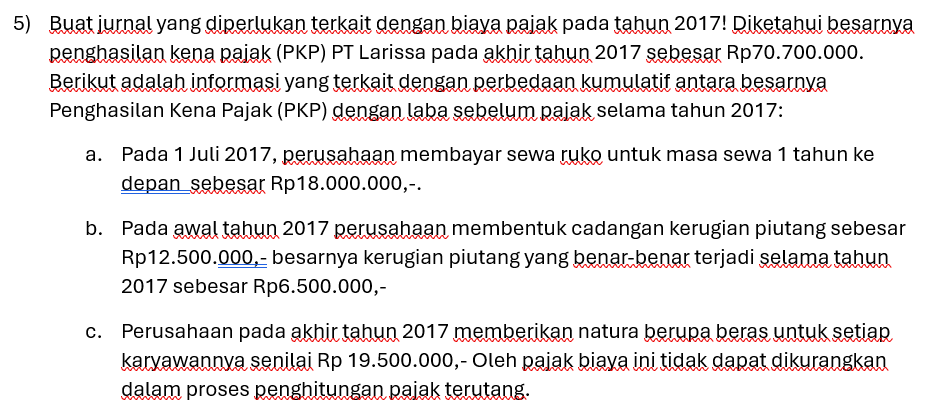 5) Buat jurnal yang diperlukan terkait dengan biaya pajak pada tahun 2017! Diketahui besarnya
penghasilan kena pajak (PKP) PT Larissa pada akhir tahun 2017 sebesar Rp70.700.000.
Berikut adalah informasi yang terkait dengan perbedaan kumulatif antara besarnya
Penghasilan Kena Pajak (PKP) dengan laba sebelum pajak selama tahun 2017:
a. Pada 1 Juli 2017, perusahaan membayar sewa ruko untuk masa sewa 1 tahun ke
depan sebesar Rp18.000.000,-.
b. Pada awal tahun 2017 perusahaan membentuk cadangan kerugian piutang sebesar
Rp12.500.000,- besarnya kerugian piutang yang benar-benar terjadi selama tahun
2017 sebesar Rp6.500.000,-
c. Perusahaan pada akhir tahun 2017 memberikan natura berupa beras untuk setiap
karyawannya senilai Rp 19.500.000,- Oleh pajak biaya ini tidak dapat dikurangkan
dalam proses penghitungan pajak terutang.